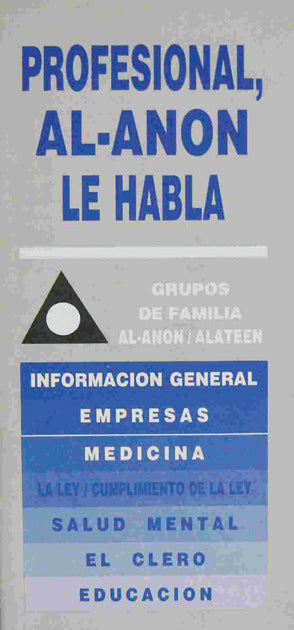 PROFESIONAL,
AL-ANON
LE HABLA
GRUPOS
DE FAMILIA
AL-ANON / ALATEEN
INFORMACION GENERAL
EMPRESAS
MEDICINA
LA LEY / CUMPLIMIENTO DE LA LEY
SALUD MENTAL
EL CLERO
EDUCACION